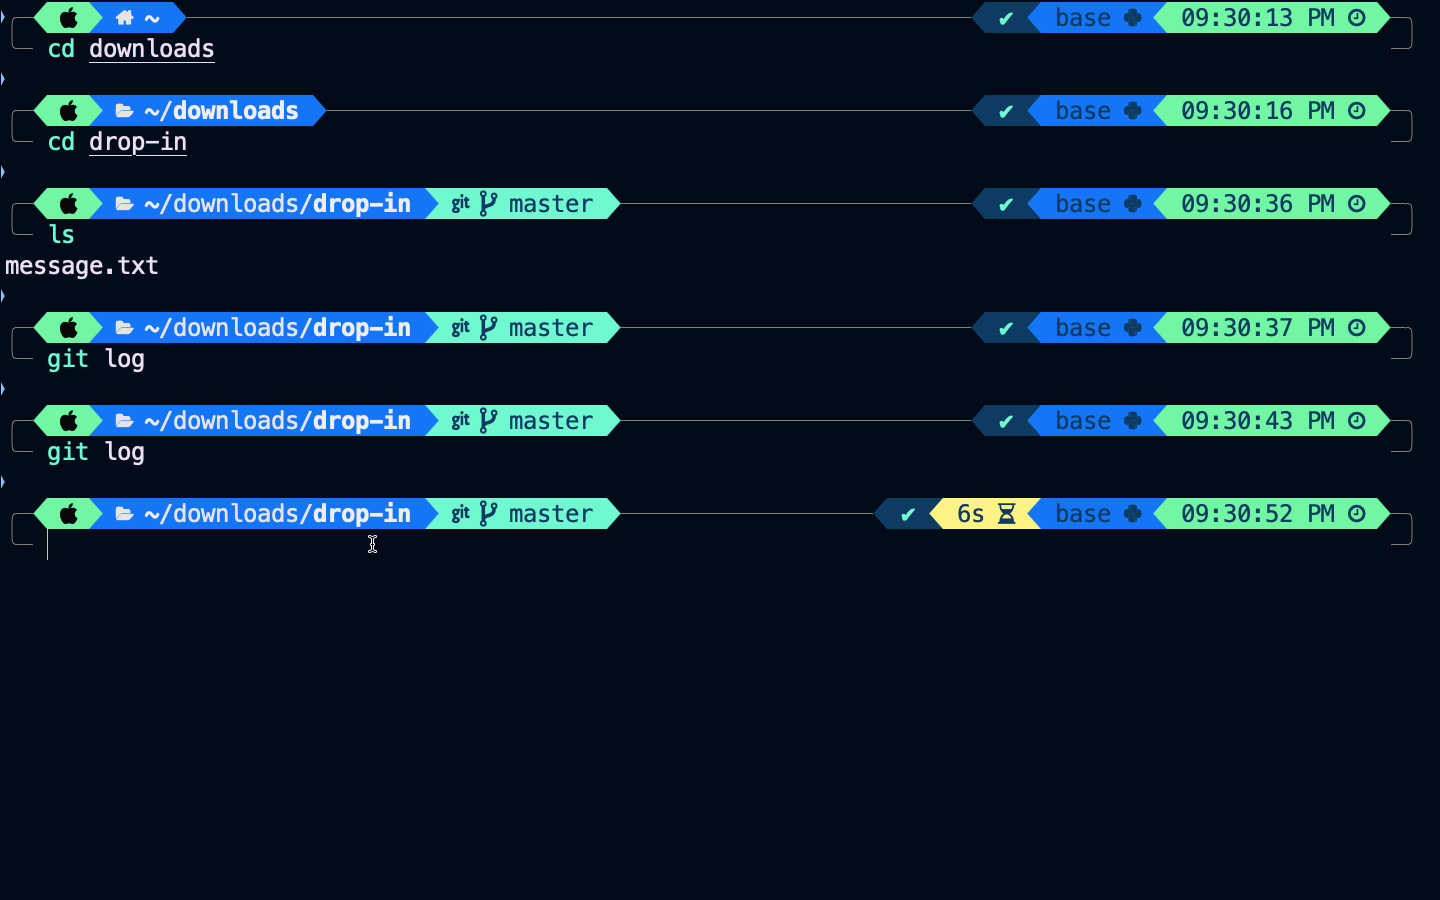 ~ ✔ base 09:30:13 PM
cd downloads
~/downloads ✔ base 09:30:16 PM
cd drop-in
~/downloads/drop-in git master ✔ base 09:30:36 PM
ls
message.txt
~/downloads/drop-in git master ✔ base 09:30:37 PM
git log
~/downloads/drop-in git master ✔ base 09:30:43 PM
git log
~/downloads/drop-in git master ✔ 6s base 09:30:52 PM